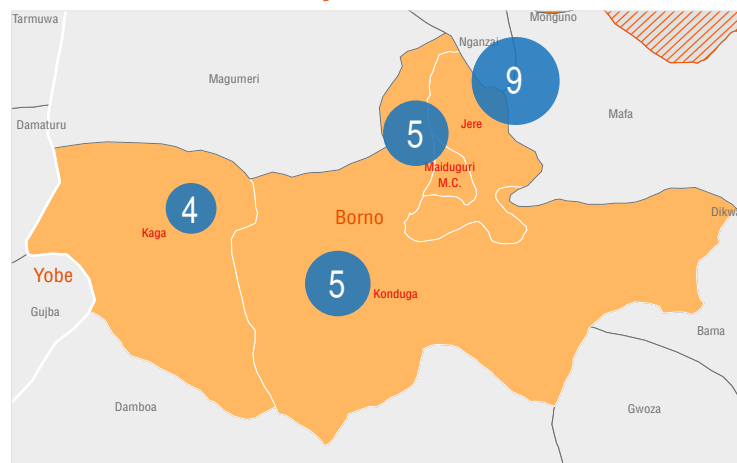 Tarmuwa
Monguno
Nganzai
Magumeri
9
Mafa
Damaturu
Jere
5
Maiduguri
M.C.
4
Borno
Dikwa
Kaga
Yobe
5
Konduga
Gujba
Bama
Damboa
Gwoza